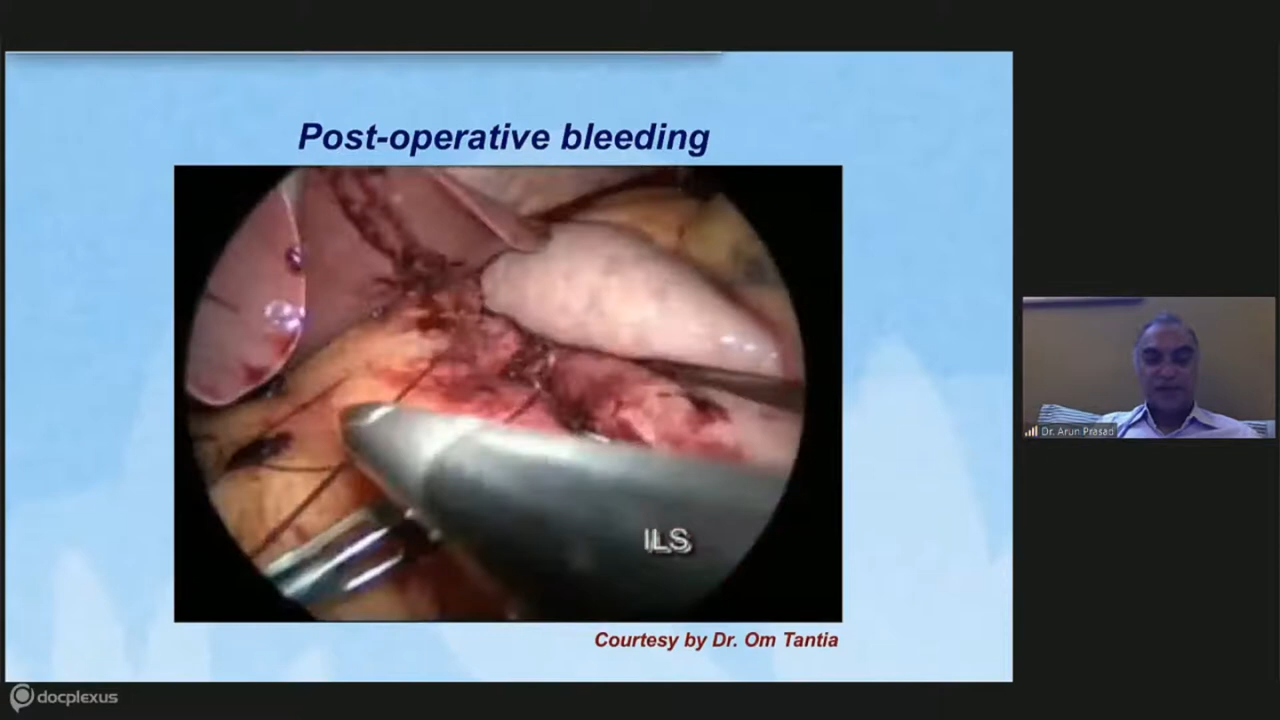 Post-operative bleeding
ILS
Courtesy by Dr. Om Tantia
Dr. Arun Prasad
docplexus